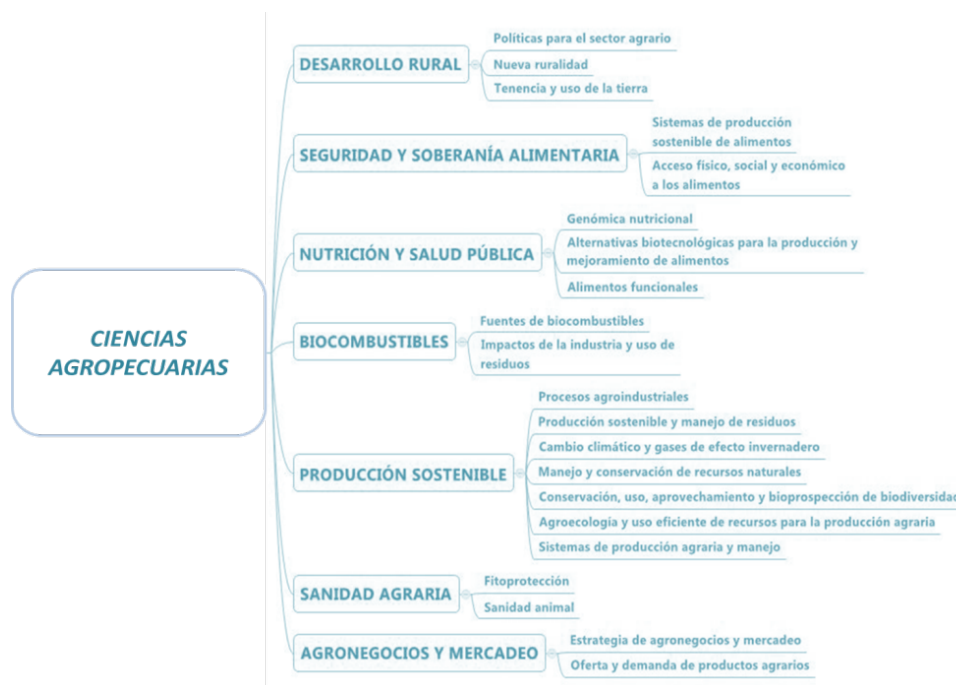 CIENCIAS
AGROPECUARIAS
DESARROLLO RURAL
Políticas para el sector agrario
Nueva ruralidad
Tenencia y uso de la tierra
SEGURIDAD Y SOBERANÍA ALIMENTARIA
Sistemas de producción
sostenible de alimentos
Acceso físico, social y económico
a los alimentos
NUTRICIÓN Y SALUD PÚBLICA
Genómica nutricional
Alternativas biotecnológicas para la producción y
mejoramiento de alimentos
Alimentos funcionales
BIOCOMBUSTIBLES
Fuentes de biocombustibles
Impactos de la industria y uso de
residuos
PRODUCCIÓN SOSTENIBLE
Procesos agroindustriales
Producción sostenible y manejo de residuos
Cambio climático y gases de efecto invernadero
Manejo y conservación de recursos naturales
Conservación, uso, aprovechamiento y bioprospección de biodiversidad
Agroecología y uso eficiente de recursos para la producción agraria
Sistemas de producción agraria y manejo
SANIDAD AGRARIA
Fitoprotección
Sanidad animal
AGRONEGOCIOS Y MERCADEO
Estrategia de agronegocios y mercadeo
Oferta y demanda de productos agrarios